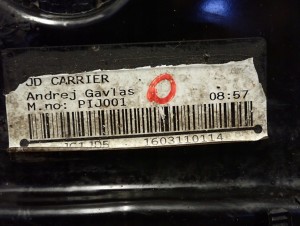 JD CARRIER
Andrej Gavlas
M.no: PIJ001 08:57
1603110114